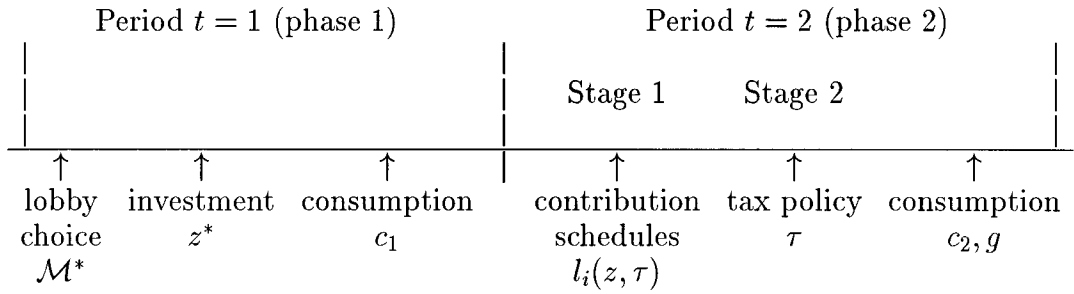 Period t = 1 (phase 1) Period t = 2 (phase 2)
Stage 1 Stage 2
↑ ↑ ↑ ↑ ↑ ↑
lobby investment consumption contribution tax policy consumption
choice z* c₁ schedules τ c₂, g
ℳ* lᵢ(z, τ)